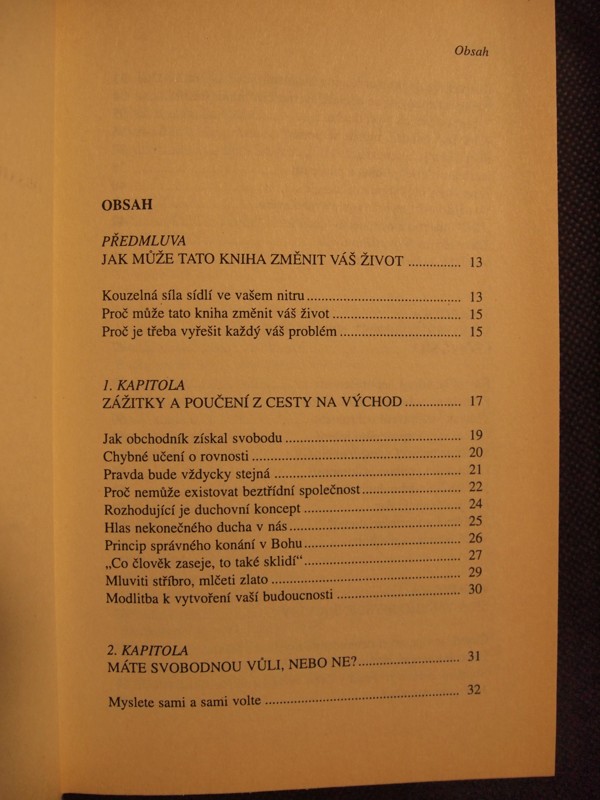 Obsah
OBSAH
PŘEDMLUVA
JAK MŮŽE TATO KNIHA ZMĚNIT VÁŠ ŽIVOT ............... 13
Kouzelná síla sídlí ve vašem nitru ............... 13
Proč může tato kniha změnit váš život ............... 15
Proč je třeba vyřešit každý váš problém ............... 15
1. KAPITOLA
ZÁŽITKY A POUČENÍ Z CESTY NA VÝCHOD ............... 17
Jak obchodník získal svobodu ............... 19
Chybné učení o rovnosti ............... 20
Pravda bude vždycky stejná ............... 21
Proč nemůže existovat beztřídní společnost ............... 22
Rozhodující je duchovní koncept ............... 24
Hlas nekonečného ducha v nás ............... 25
Princip správného konání v Bohu ............... 26
„Co člověk zaseje, to také sklidí“ ............... 27
Mluviti stříbro, mlčeti zlato ............... 29
Modlitba k vytvoření vaší budoucnosti ............... 30
2. KAPITOLA
MÁTE SVOBODNOU VŮLI, NEBO NE? ............... 31
Myslete sami a sami volte ............... 32